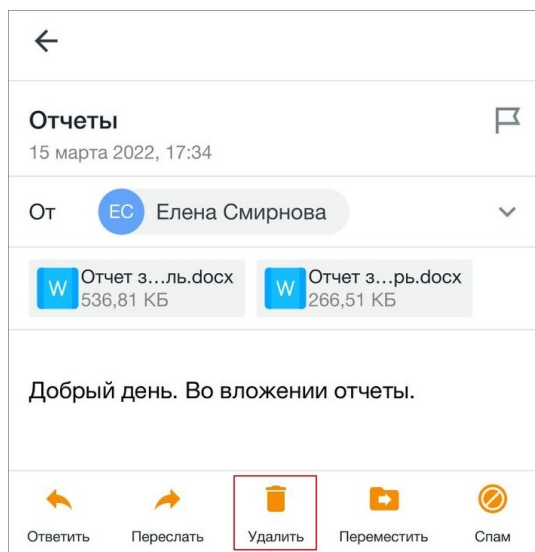 Отчеты
15 марта 2022, 17:34
От ЕС Елена Смирнова
W Отчет з...ль.docx W Отчет з...рь.docx
536,81 КБ 266,51 КБ
Добрый день. Во вложении отчеты.
Ответить Переслать Удалить Переместить Спам